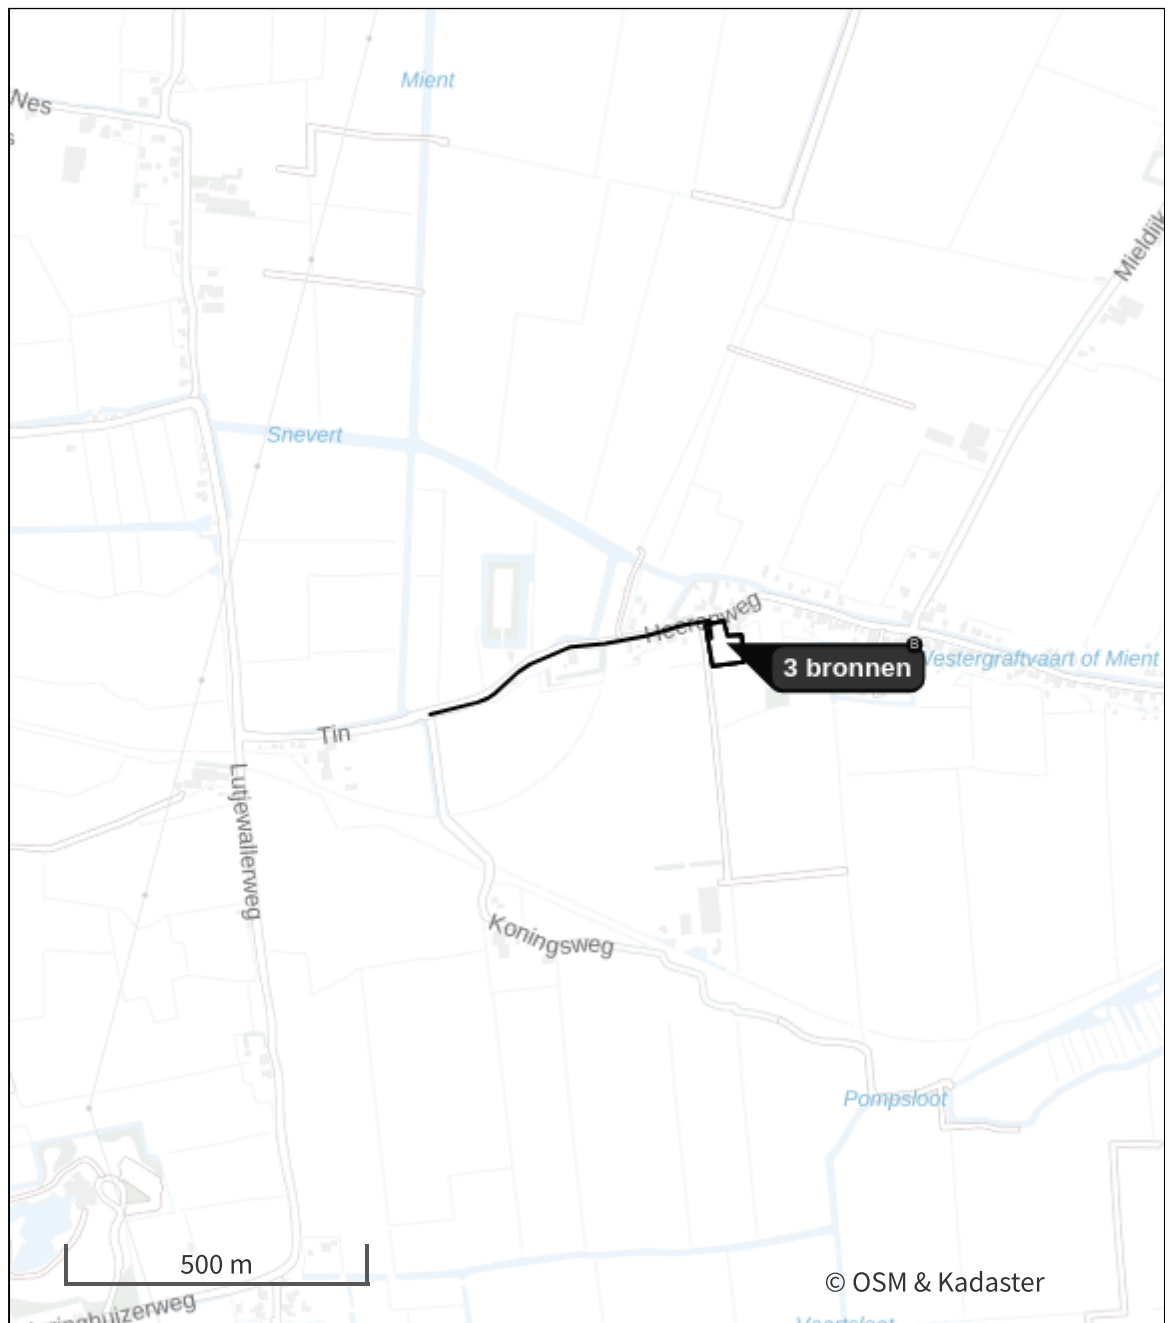 Mient
Nes
Mieldijk
Snevert
Heerenweg
B
3 bronnen
Westergraftvaart of Mient
Tin
Lutjewallerweg
Koningsweg
Pompsloot
500 m
© OSM & Kadaster